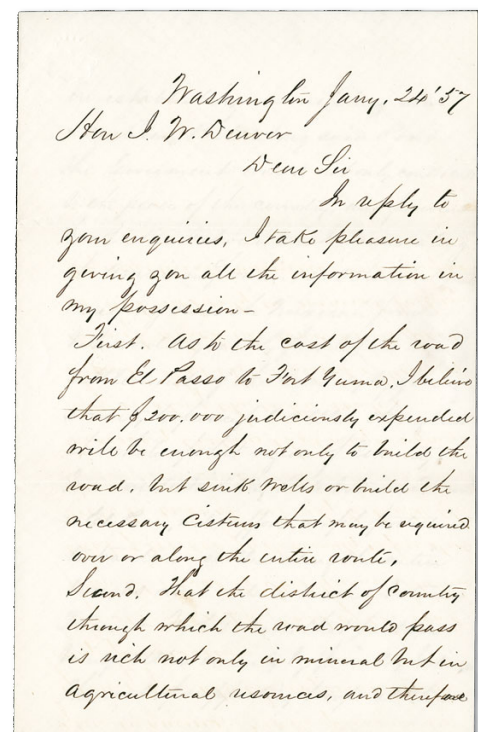 Washington Jany. 24 '57
Hon J. W. Denver
Dear Sir
In reply to
your enquiries, I take pleasure in
giving you all the information in
my possession –
First. As to the cost of the road
from El Passo to Fort Yuma, I believe
that $200.000 judiciously expended
will be enough not only to build the
road, but sink wells or build the
necessary Cisterns that may be required
over or along the entire route,
Second. That the district of country
through which the road would pass
is rich not only in mineral but in
agricultural resources, and therefore